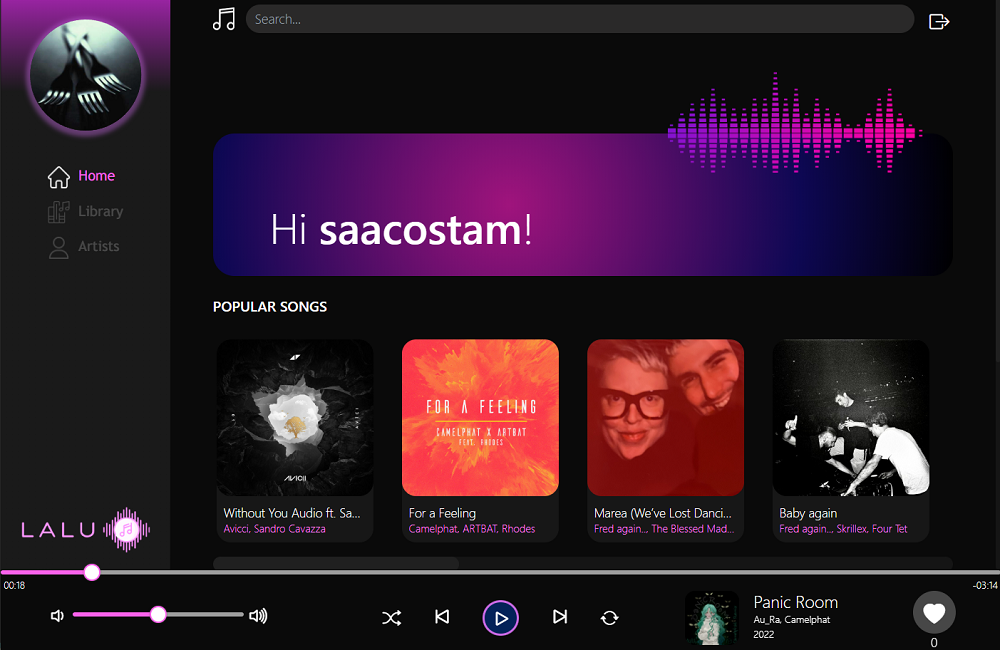 Search...
Home
Library
Artists
Hi saacostam!
POPULAR SONGS
AVICII
FOR A FEELING
CAMELPHAT X ARTBAT
FEAT. RHODES
Without You Audio ft. Sa...
Avicci, Sandro Cavazza
For a Feeling
Camelphat, ARTBAT, Rhodes
Marea (We've Lost Danci...
Fred again.., The Blessed Mad...
Baby again
Fred again.., Skrillex, Four Tet
LALU
00:18
-03:14
Panic Room
Au_Ra, Camelphat
2022
0